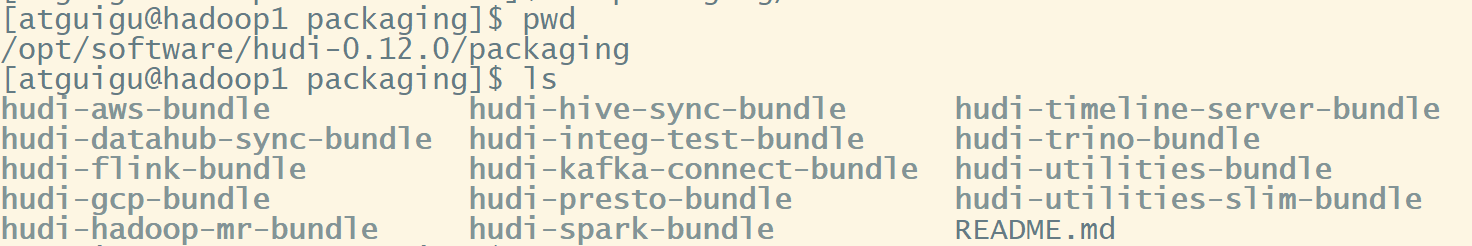 [atguigu@hadoop1 packaging]$ pwd
/opt/software/hudi-0.12.0/packaging
[atguigu@hadoop1 packaging]$ ls
hudi-aws-bundle hudi-hive-sync-bundle hudi-timeline-server-bundle
hudi-datahub-sync-bundle hudi-integ-test-bundle hudi-trino-bundle
hudi-flink-bundle hudi-kafka-connect-bundle hudi-utilities-bundle
hudi-gcp-bundle hudi-presto-bundle hudi-utilities-slim-bundle
hudi-hadoop-mr-bundle hudi-spark-bundle README.md